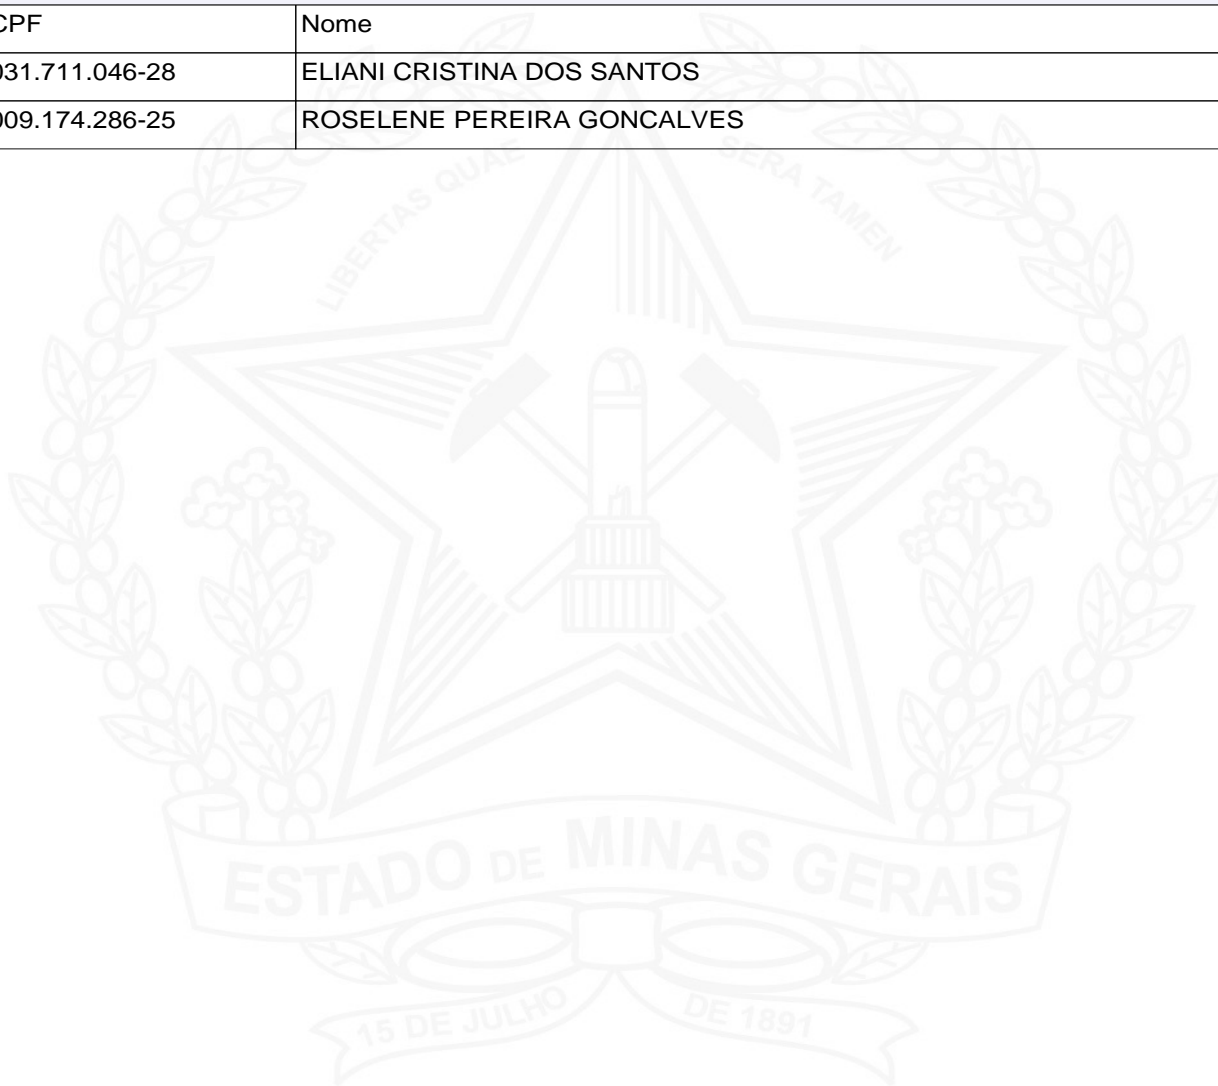 CPF Nome
031.711.046-28 ELIANI CRISTINA DOS SANTOS
009.174.286-25 ROSELENE PEREIRA GONCALVES
LIBERTAS QUAE SERA TAMEN
ESTADO DE MINAS GERAIS
15 DE JULHO DE 1891